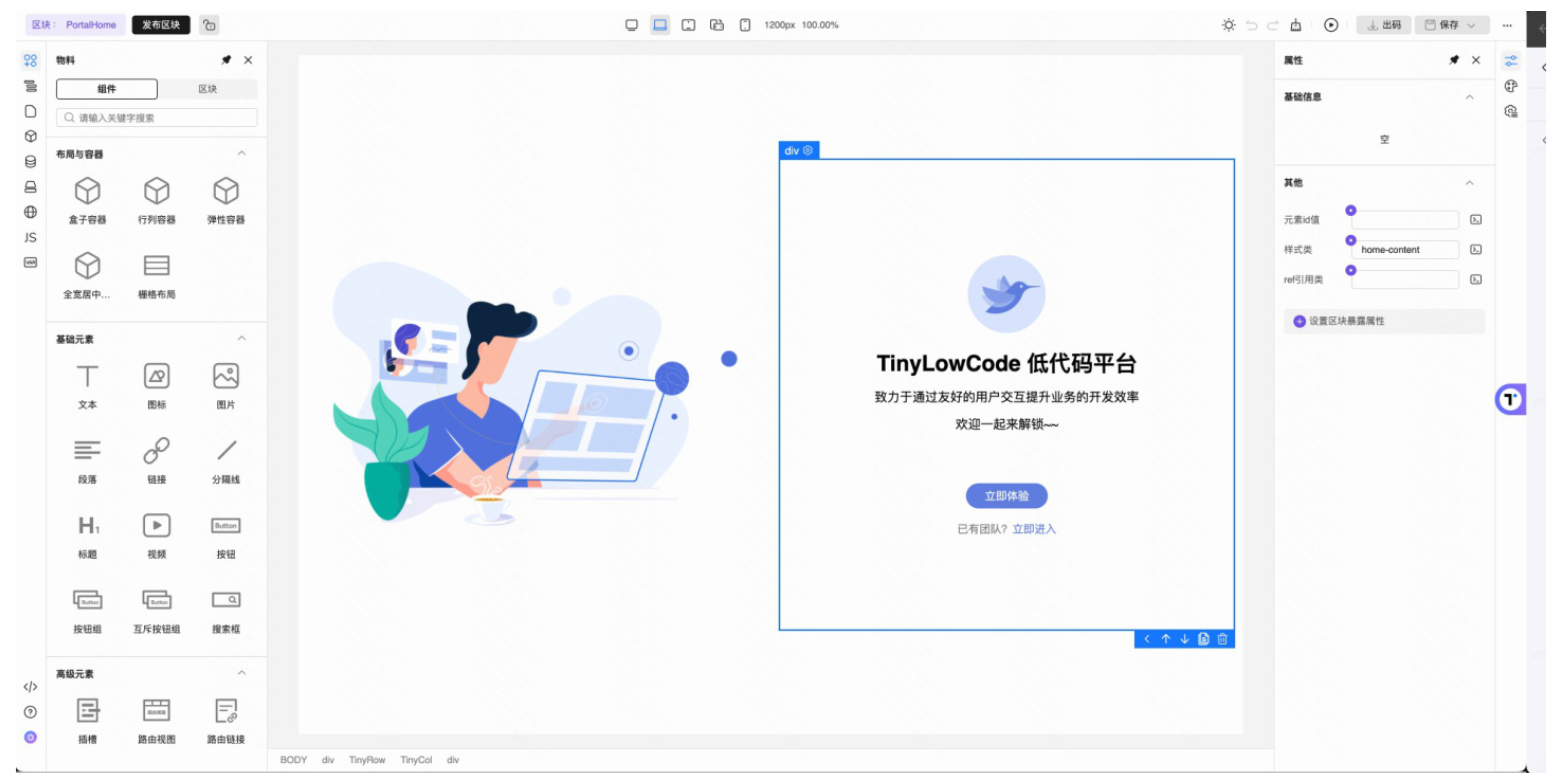 区块： PortalHome 发布区块 1200px 100.00% 出码 保存
物料
组件 区块
请输入关键字搜索
布局与容器
盒子容器 行列容器 弹性容器
全宽居中... 栅格布局
基础元素
文本 图标 图片
段落 链接 分隔线
H1 Button
标题 视频 按钮
Button Button
按钮组 互斥按钮组 搜索框
高级元素
插槽 路由视图 路由链接
JS
div
TinyLowCode 低代码平台
致力于通过友好的用户交互提升业务的开发效率
欢迎一起来解锁~~
立即体验
已有团队? 立即进入
BODY div TinyRow TinyCol div
属性
基础信息
空
其他
元素id值
样式类 home-content
ref引用类
设置区块暴露属性